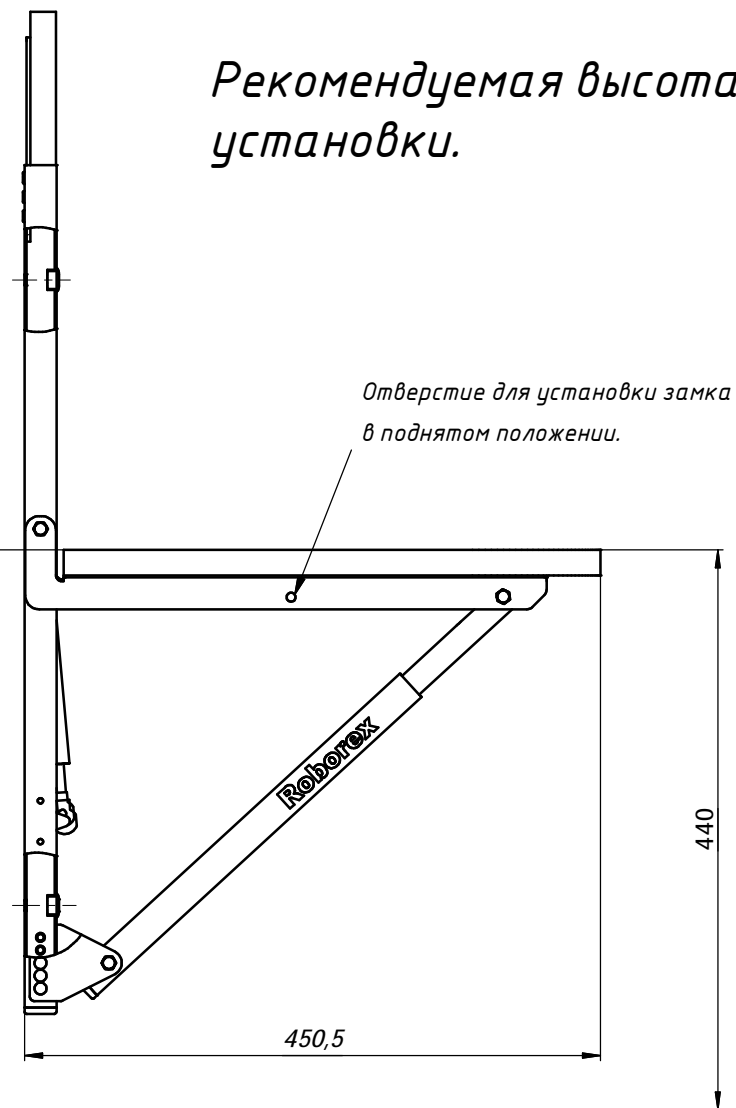 Рекомендуемая высота
установки.
Отверстие для установки замка
в поднятом положении.
Roborex
440
450,5